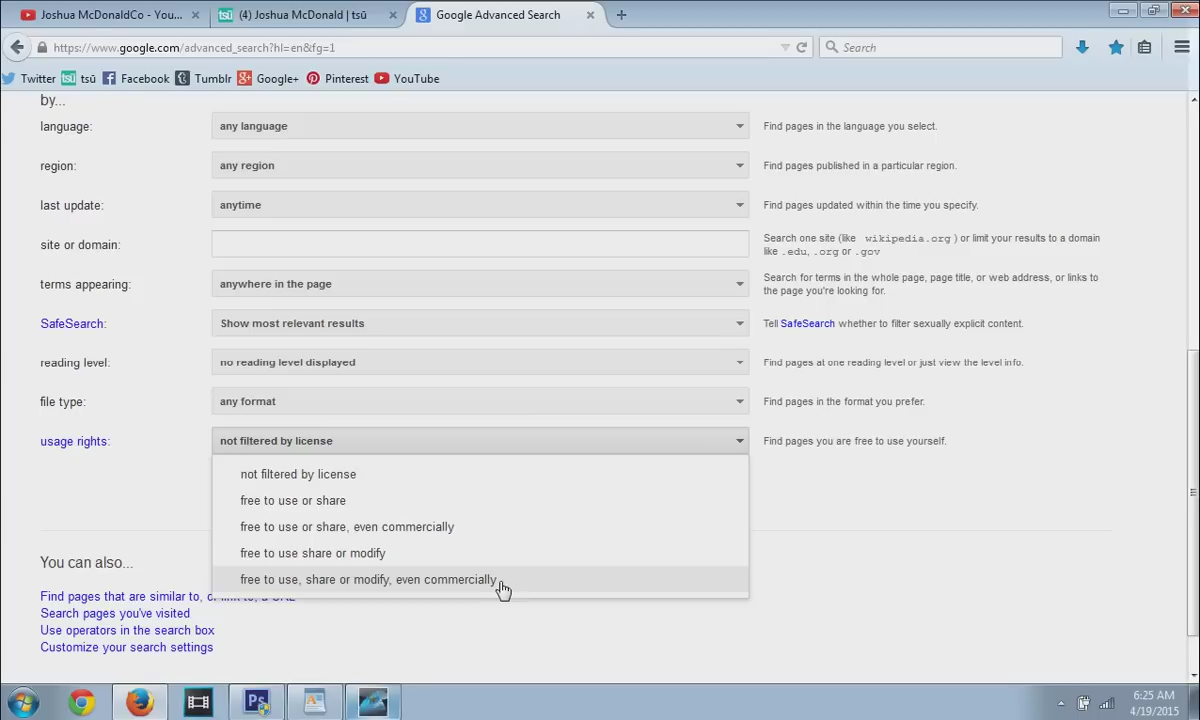 Joshua McDonaldCo - You... × (4) Joshua McDonald | tsū × Google Advanced Search × +
https://www.google.com/advanced_search?hl=en&fg=1 Search
Twitter tsū Facebook Tumblr Google+ Pinterest YouTube
by...
language: any language Find pages in the language you select.
region: any region Find pages published in a particular region.
last update: anytime Find pages updated within the time you specify.
site or domain: Search one site (like wikipedia.org ) or limit your results to a domain
like .edu, .org or .gov
terms appearing: anywhere in the page Search for terms in the whole page, page title, or web address, or links to
the page you're looking for.
SafeSearch: Show most relevant results Tell SafeSearch whether to filter sexually explicit content.
reading level: no reading level displayed Find pages at one reading level or just view the level info.
file type: any format Find pages in the format you prefer.
usage rights: not filtered by license Find pages you are free to use yourself.
not filtered by license
free to use or share
free to use or share, even commercially
free to use share or modify
free to use, share or modify, even commercially
You can also...
Find pages that are similar to, or link to, a URL
Search pages you've visited
Use operators in the search box
Customize your search settings
6:25 AM
4/19/2015